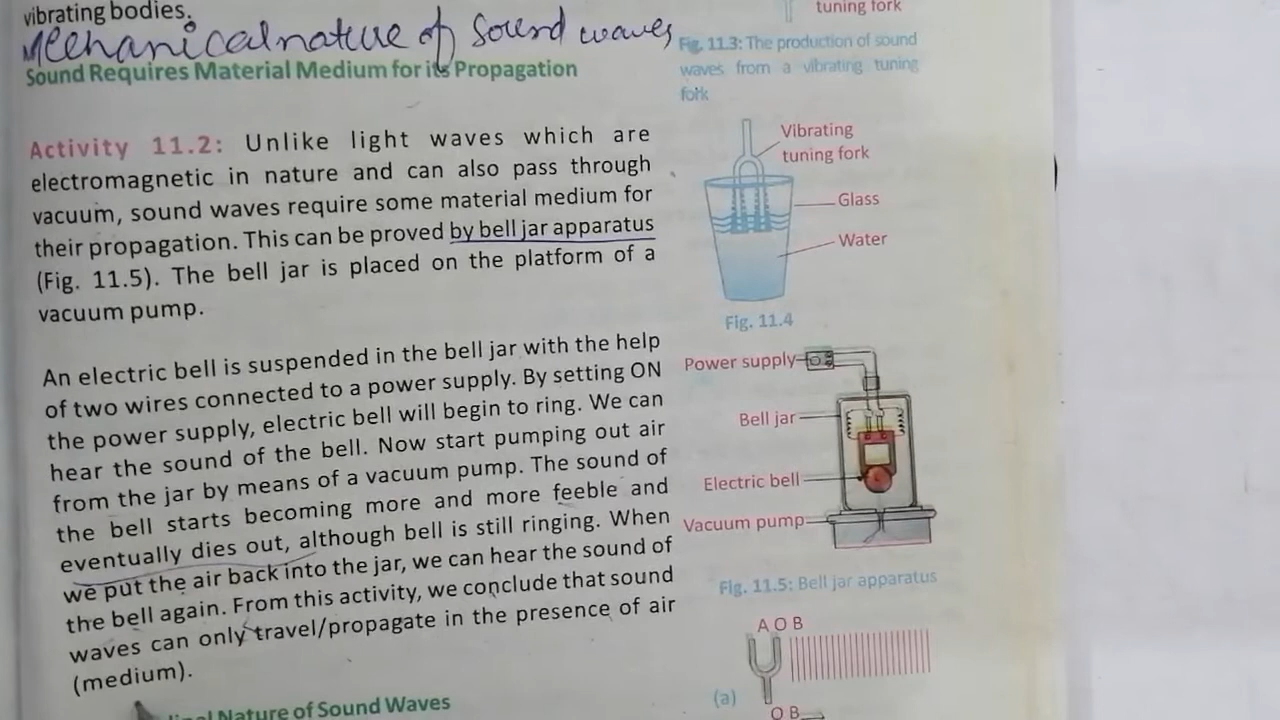 vibrating bodies.
Mechanical nature of Sound waves
Sound Requires Material Medium for its Propagation
Activity 11.2: Unlike light waves which are
electromagnetic in nature and can also pass through
vacuum, sound waves require some material medium for
their propagation. This can be proved by bell jar apparatus
(Fig. 11.5). The bell jar is placed on the platform of a
vacuum pump.
An electric bell is suspended in the bell jar with the help
of two wires connected to a power supply. By setting ON
the power supply, electric bell will begin to ring. We can
hear the sound of the bell. Now start pumping out air
from the jar by means of a vacuum pump. The sound of
the bell starts becoming more and more feeble and
eventually dies out, although bell is still ringing. When
we put the air back into the jar, we can hear the sound of
the bell again. From this activity, we conclude that sound
waves can only travel/propagate in the presence of air
(medium).
Nature of Sound Waves
tuning fork
Fig. 11.3: The production of sound
waves from a vibrating tuning
fork
Vibrating
tuning fork
Glass
Water
Fig. 11.4
Power supply
Bell jar
Electric bell
Vacuum pump
Fig. 11.5: Bell jar apparatus
A O B
(a)
O B